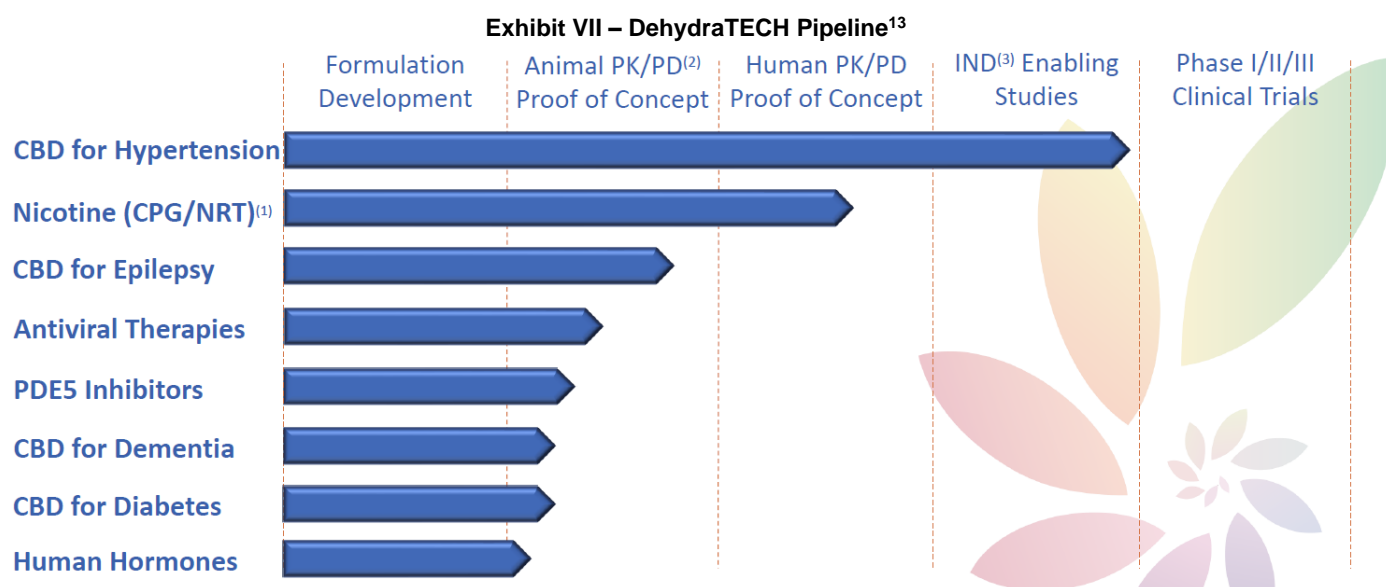 Exhibit VII – DehydraTECH Pipeline¹³
Formulation Development
Animal PK/PD⁽²⁾ Proof of Concept
Human PK/PD Proof of Concept
IND⁽³⁾ Enabling Studies
Phase I/II/III Clinical Trials
CBD for Hypertension
Nicotine (CPG/NRT)⁽¹⁾
CBD for Epilepsy
Antiviral Therapies
PDE5 Inhibitors
CBD for Dementia
CBD for Diabetes
Human Hormones